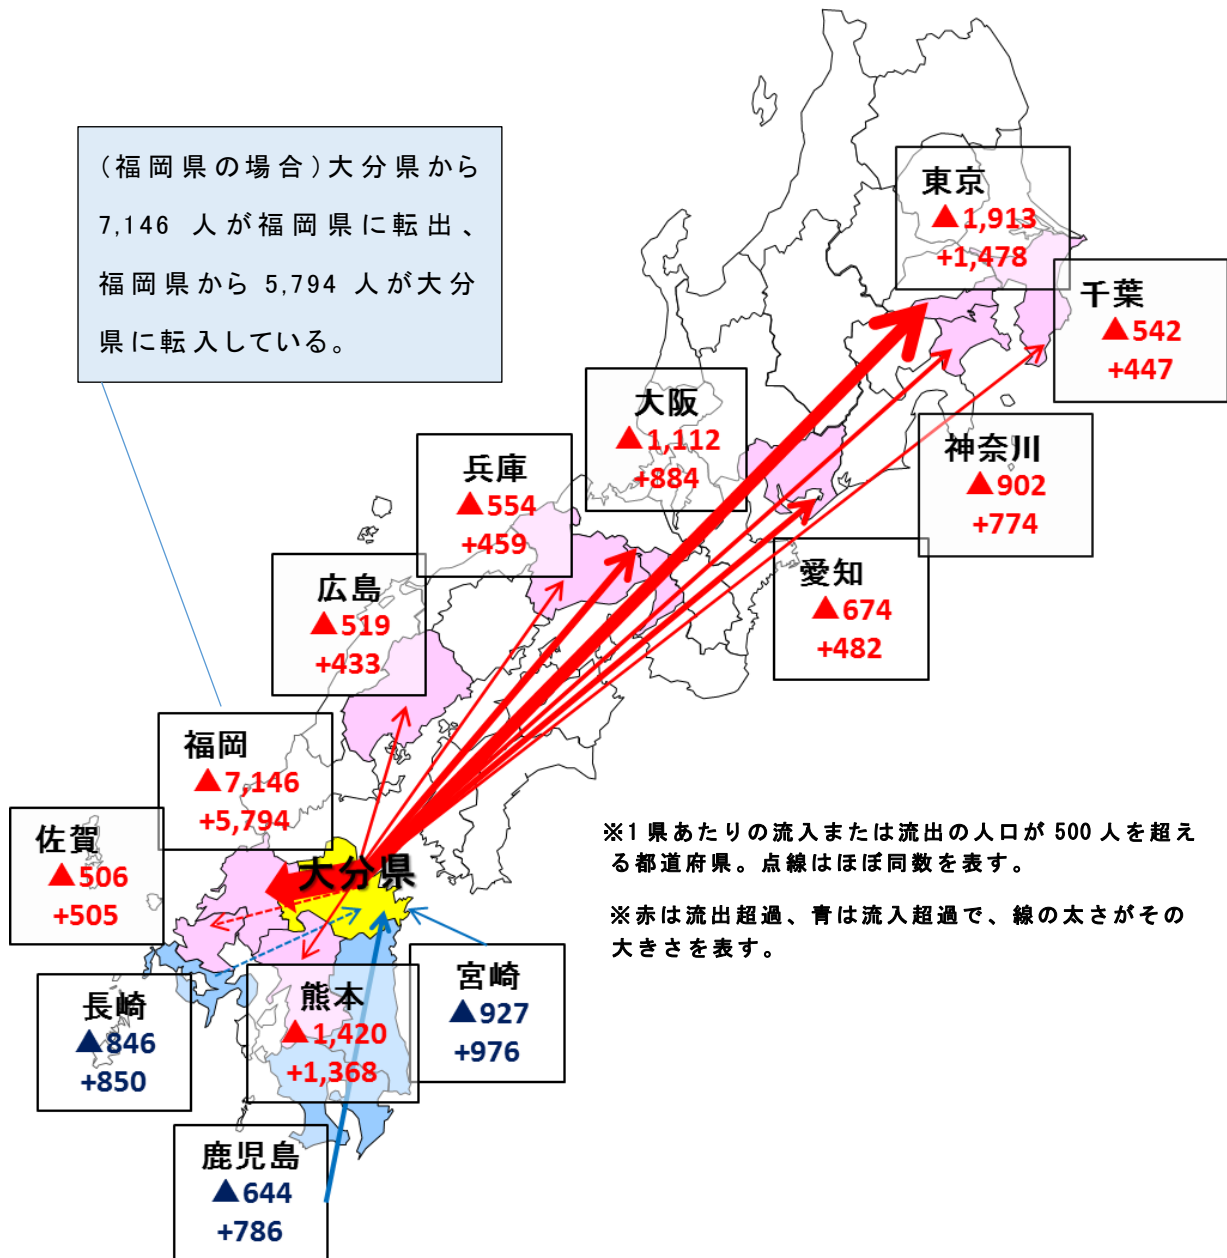 (福岡県の場合)大分県から
7,146 人が福岡県に転出、
福岡県から 5,794 人が大分
県に転入している。
東京
▲1,913
+1,478
千葉
▲542
+447
大阪
▲1,112
+884
神奈川
▲902
+774
兵庫
▲554
+459
愛知
▲674
+482
広島
▲519
+433
福岡
▲7,146
+5,794
佐賀
▲506
+505
大分県
※1県あたりの流入または流出の人口が 500 人を超え
る都道府県。点線はほぼ同数を表す。
※赤は流出超過、青は流入超過で、線の太さがその
大きさを表す。
長崎
▲846
+850
熊本
▲1,420
+1,368
宮崎
▲927
+976
鹿児島
▲644
+786